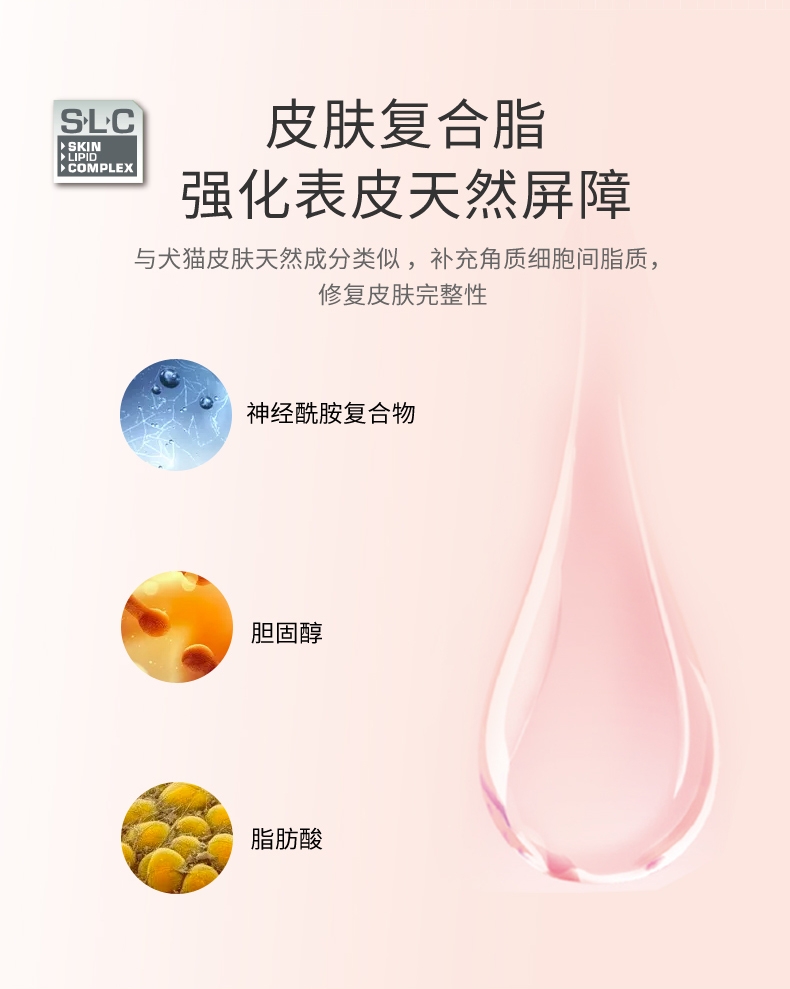 S·L·C
SKIN
LIPID
COMPLEX
皮肤复合脂
强化表皮天然屏障
与犬猫皮肤天然成分类似，补充角质细胞间脂质，
修复皮肤完整性
神经酰胺复合物
胆固醇
脂肪酸